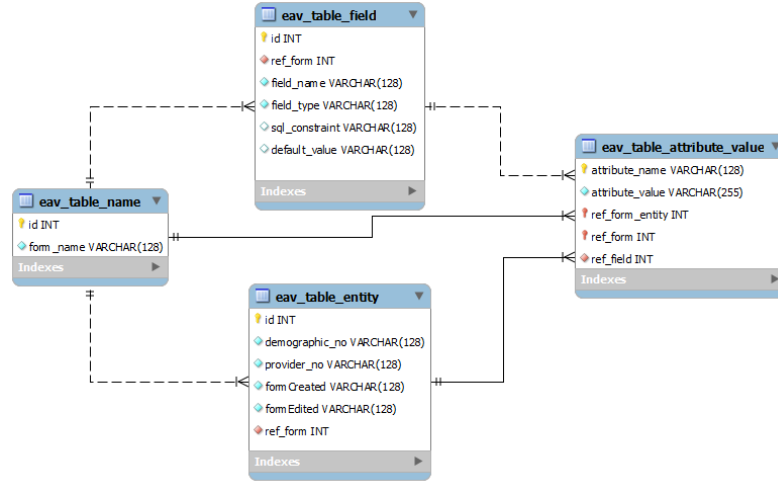 eav_table_field
id INT
ref_form INT
field_name VARCHAR(128)
field_type VARCHAR(128)
sql_constraint VARCHAR(128)
default_value VARCHAR(128)
Indexes
eav_table_attribute_value
attribute_name VARCHAR(128)
attribute_value VARCHAR(255)
ref_form_entity INT
ref_form INT
ref_field INT
Indexes
eav_table_name
id INT
form_name VARCHAR(128)
Indexes
eav_table_entity
id INT
demographic_no VARCHAR(128)
provider_no VARCHAR(128)
formCreated VARCHAR(128)
formEdited VARCHAR(128)
ref_form INT
Indexes